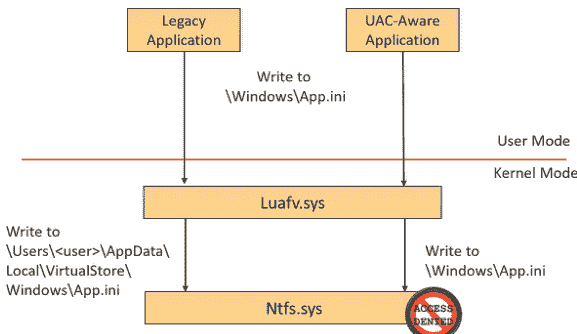 Legacy
Application
UAC-Aware
Application
Write to
\Windows\App.ini
User Mode
Kernel Mode
Luafv.sys
Write to
\Users\<user>\AppData\
Local\VirtualStore\
Windows\App.ini
Write to
\Windows\App.ini
Ntfs.sys
ACCESS
DENIED